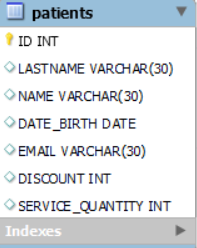 patients
ID INT
LASTNAME VARCHAR(30)
NAME VARCHAR(30)
DATE_BIRTH DATE
EMAIL VARCHAR(30)
DISCOUNT INT
SERVICE_QUANTITY INT
Indexes